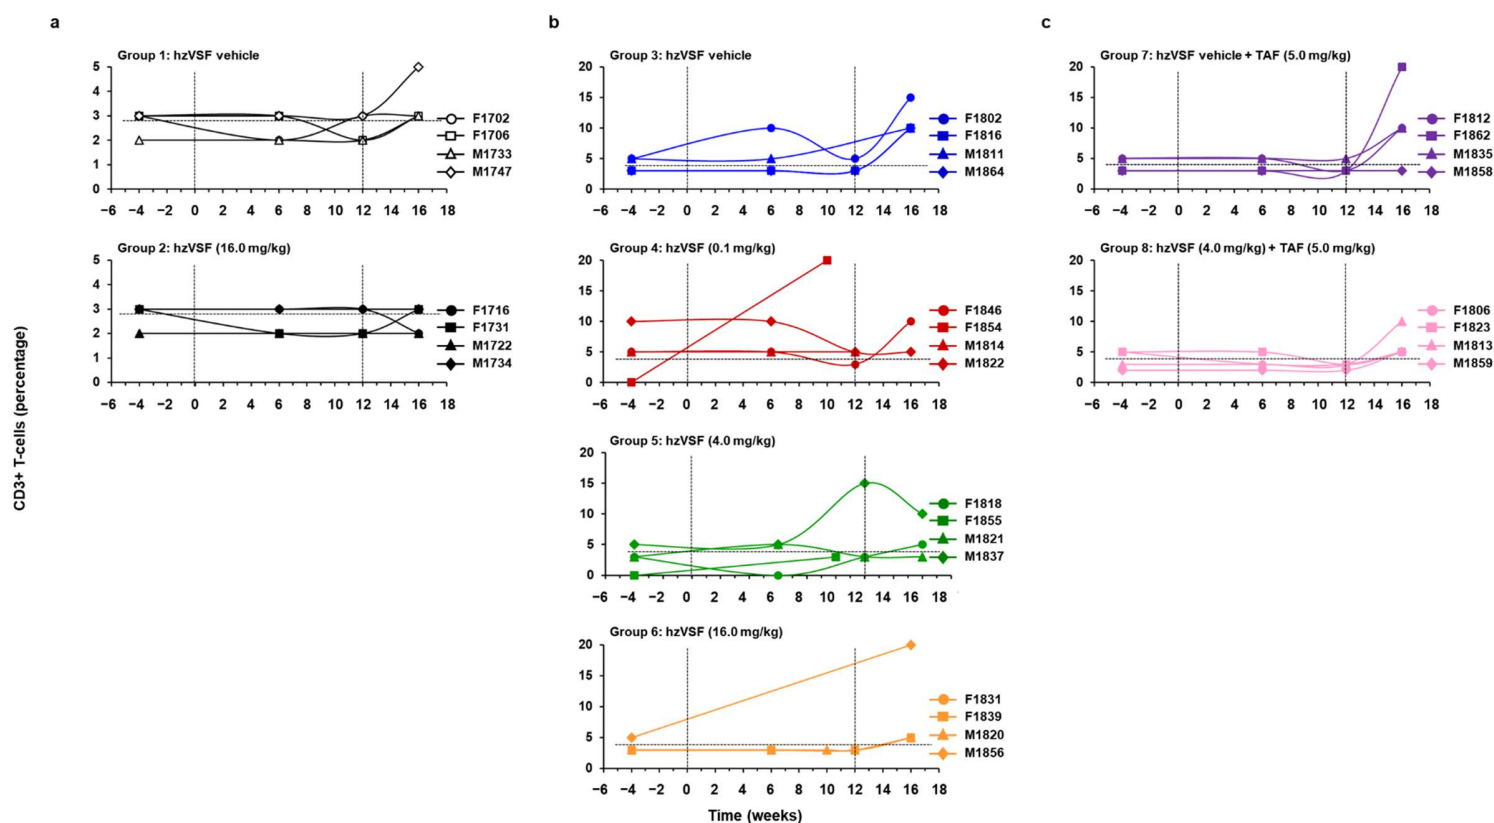 a
b
c
Group 1: hzVSF vehicle
5
4
3
2
1
0
−6 −4 −2 0 2 4 6 8 10 12 14 16 18
F1702
F1706
M1733
M1747
Group 2: hzVSF (16.0 mg/kg)
5
4
3
2
1
0
−6 −4 −2 0 2 4 6 8 10 12 14 16 18
F1716
F1731
M1722
M1734
CD3+ T-cells (percentage)
Group 3: hzVSF vehicle
20
15
10
5
0
−6 −4 −2 0 2 4 6 8 10 12 14 16 18
F1802
F1816
M1811
M1864
Group 4: hzVSF (0.1 mg/kg)
20
15
10
5
0
−6 −4 −2 0 2 4 6 8 10 12 14 16 18
F1846
F1854
M1814
M1822
Group 5: hzVSF (4.0 mg/kg)
20
15
10
5
0
−6 −4 −2 0 2 4 6 8 10 12 14 16 18
F1818
F1855
M1821
M1837
Group 6: hzVSF (16.0 mg/kg)
20
15
10
5
0
−6 −4 −2 0 2 4 6 8 10 12 14 16 18
F1831
F1839
M1820
M1856
Time (weeks)
Group 7: hzVSF vehicle + TAF (5.0 mg/kg)
20
15
10
5
0
−6 −4 −2 0 2 4 6 8 10 12 14 16 18
F1812
F1862
M1835
M1858
Group 8: hzVSF (4.0 mg/kg) + TAF (5.0 mg/kg)
20
15
10
5
0
−6 −4 −2 0 2 4 6 8 10 12 14 16 18
F1806
F1823
M1813
M1859